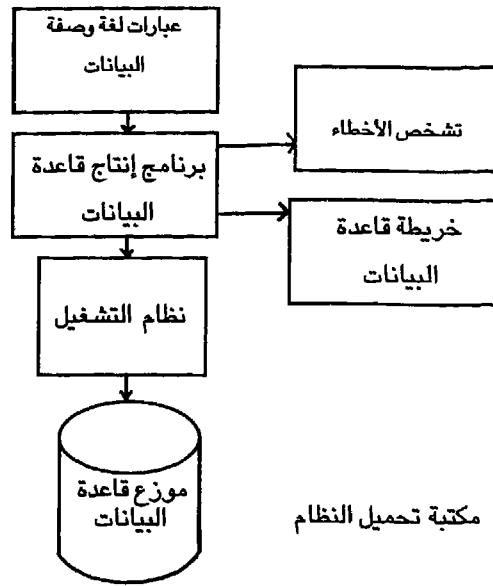 عبارات لغة وصفة
البيانات
تشخص الأخطاء
برنامج إنتاج قاعدة
البيانات
خريطة قاعدة
البيانات
نظام التشغيل
موزع قاعدة
البيانات
مكتبة تحميل النظام